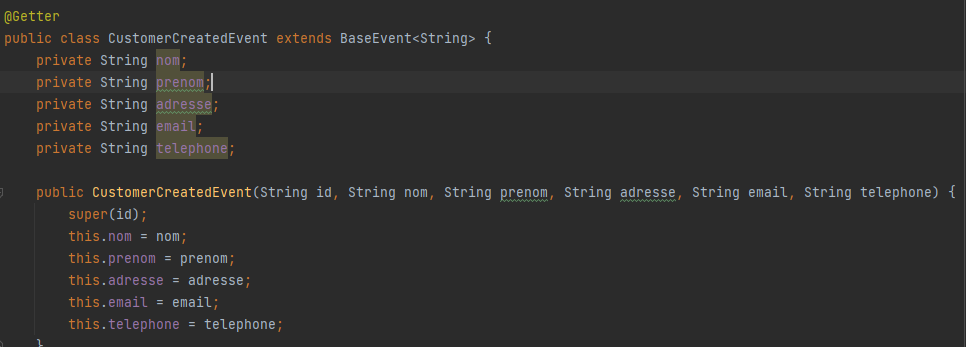 @Getter
public class CustomerCreatedEvent extends BaseEvent<String> {
private String nom;
private String prenom;
private String adresse;
private String email;
private String telephone;
public CustomerCreatedEvent(String id, String nom, String prenom, String adresse, String email, String telephone) {
super(id);
this.nom = nom;
this.prenom = prenom;
this.adresse = adresse;
this.email = email;
this.telephone = telephone;
}